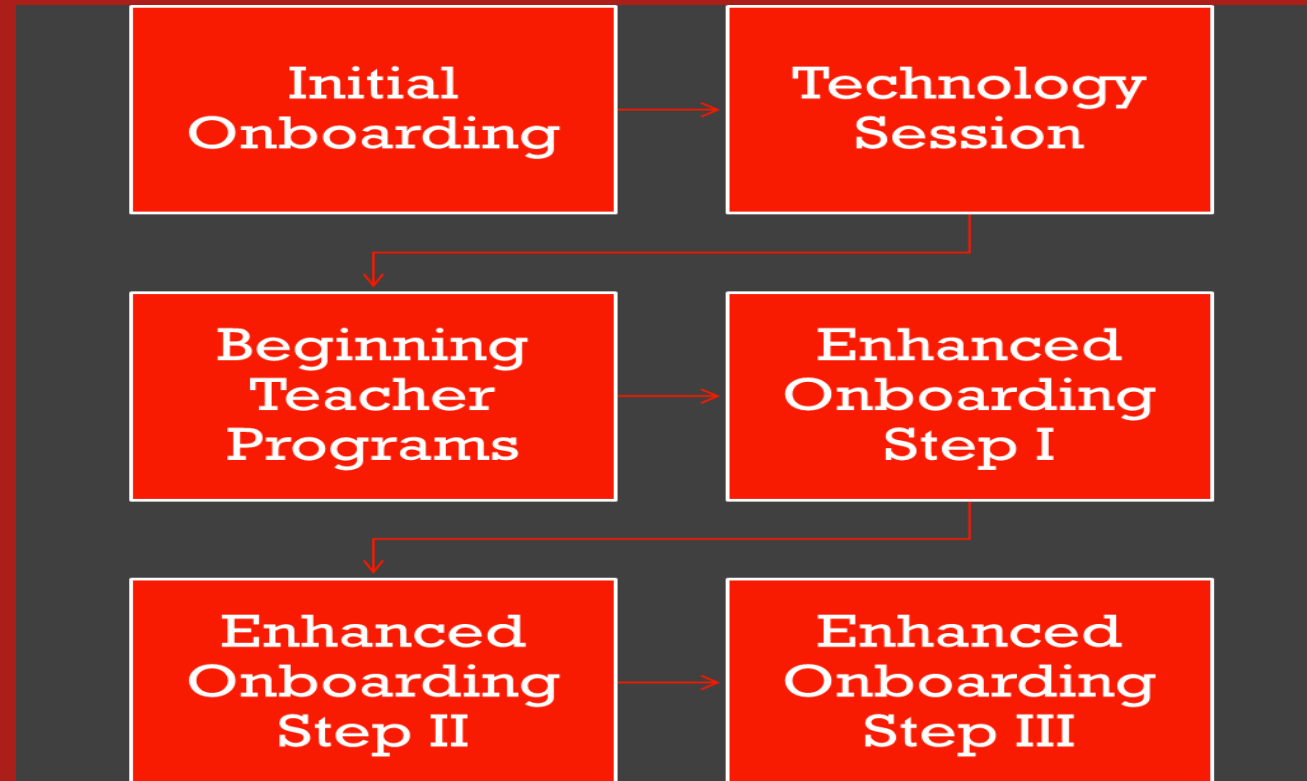 Initial
Onboarding
Technology
Session
Beginning
Teacher
Programs
Enhanced
Onboarding
Step I
Enhanced
Onboarding
Step II
Enhanced
Onboarding
Step III